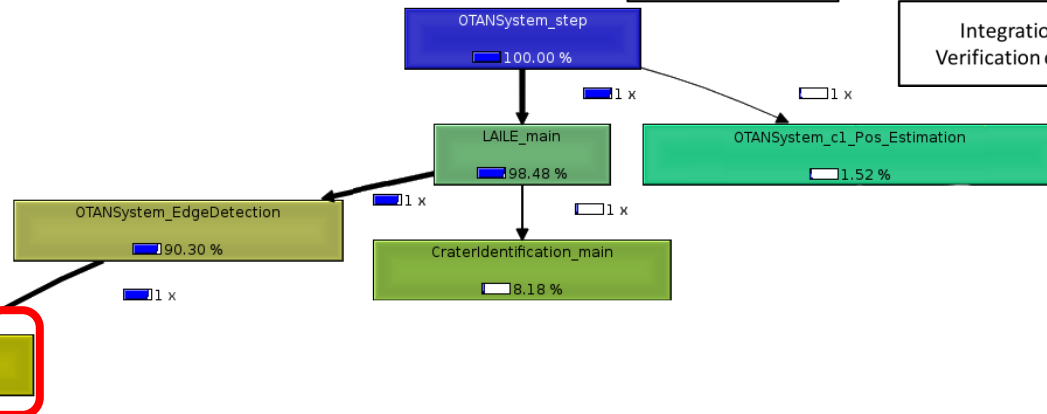 OTANSystem_step
100.00 %
Verification
1 x
1 x
LAILE_main
98.48 %
OTANSystem_c1_Pos_Estimation
1.52 %
1 x
1 x
OTANSystem_EdgeDetection
90.30 %
CraterIdentification_main
8.18 %
1 x